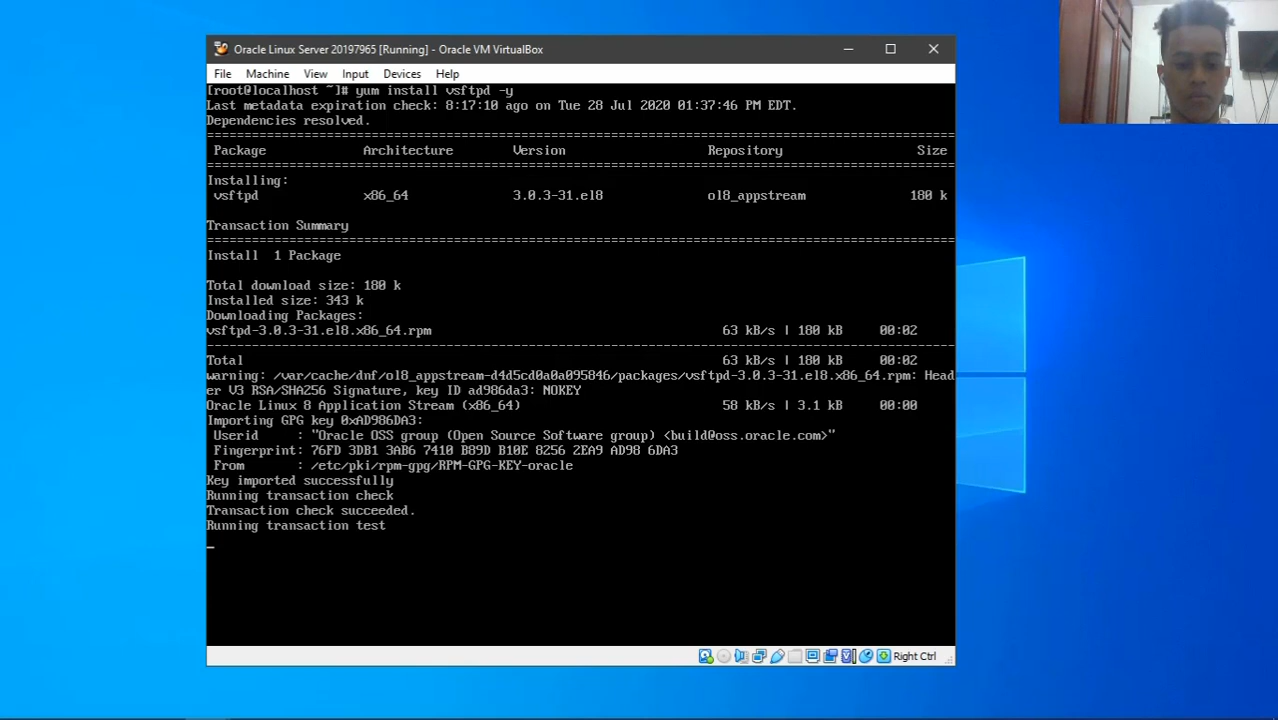 Oracle Linux Server 20197965 [Running] - Oracle VM VirtualBox
File Machine View Input Devices Help
[root@localhost ~]# yum install vsftpd -y
Last metadata expiration check: 8:17:10 ago on Tue 28 Jul 2020 01:37:46 PM EDT.
Dependencies resolved.
================================================================================
Package Architecture Version Repository Size
================================================================================
Installing:
vsftpd x86_64 3.0.3-31.el8 ol8_appstream 180 k
Transaction Summary
================================================================================
Install 1 Package
Total download size: 180 k
Installed size: 343 k
Downloading Packages:
vsftpd-3.0.3-31.el8.x86_64.rpm 63 kB/s | 180 kB 00:02
--------------------------------------------------------------------------------
Total 63 kB/s | 180 kB 00:02
warning: /var/cache/dnf/ol8_appstream-d4d5cd0a0a095846/packages/vsftpd-3.0.3-31.el8.x86_64.rpm: Head
er V3 RSA/SHA256 Signature, key ID ad986da3: NOKEY
Oracle Linux 8 Application Stream (x86_64) 58 kB/s | 3.1 kB 00:00
Importing GPG key 0xAD986DA3:
Userid : "Oracle OSS group (Open Source Software group) <build@oss.oracle.com>"
Fingerprint: 76FD 3DB1 3AB6 7410 B89D B10E 8256 2EA9 AD98 6DA3
From : /etc/pki/rpm-gpg/RPM-GPG-KEY-oracle
Key imported successfully
Running transaction check
Transaction check succeeded.
Running transaction test
Right Ctrl